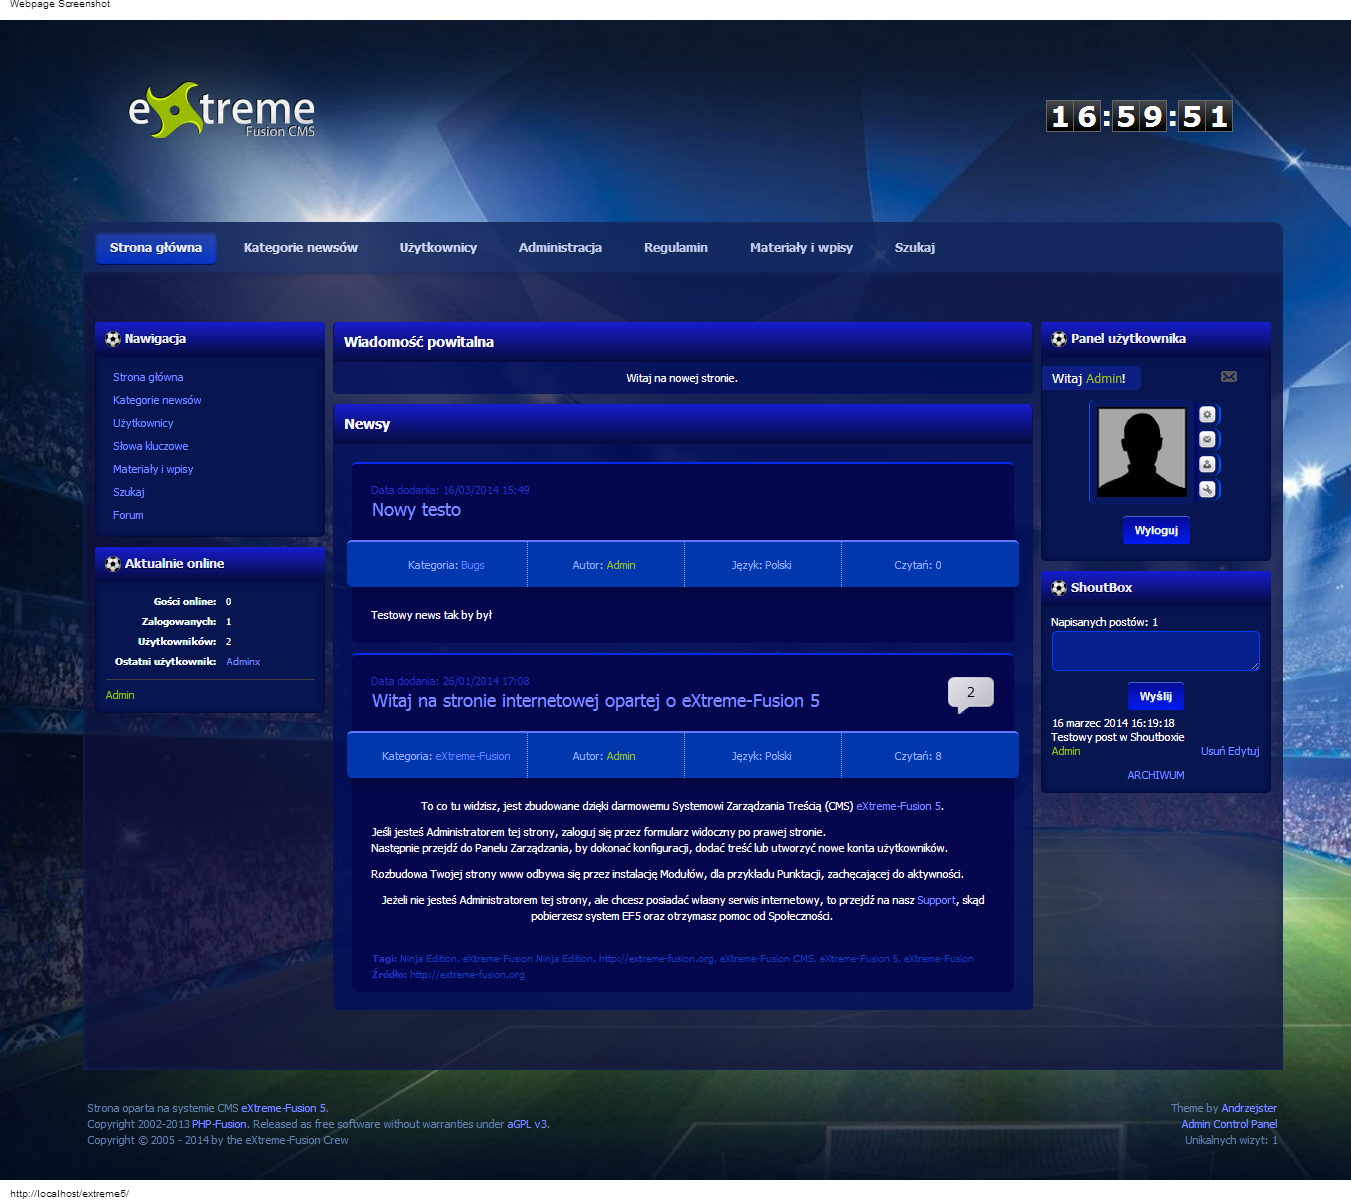 Webpage Screenshot
eXtreme
Fusion CMS
16:59:51
Strona główna Kategorie newsów Użytkownicy Administracja Regulamin Materiały i wpisy Szukaj
Nawigacja
Strona główna
Kategorie newsów
Użytkownicy
Słowa kluczowe
Materiały i wpisy
Szukaj
Forum
Aktualnie online
Gości online: 0
Zalogowanych: 1
Użytkowników: 2
Ostatni użytkownik: Adminx
Admin
Wiadomość powitalna
Witaj na nowej stronie.
Newsy
Data dodania: 16/03/2014 15:49
Nowy testo
Kategoria: Bugs Autor: Admin Język: Polski Czytań: 0
Testowy news tak by był
Data dodania: 26/01/2014 17:08
Witaj na stronie internetowej opartej o eXtreme-Fusion 5
2
Kategoria: eXtreme-Fusion Autor: Admin Język: Polski Czytań: 8
To co tu widzisz, jest zbudowane dzięki darmowemu Systemowi Zarządzania Treścią (CMS) eXtreme-Fusion 5.
Jeśli jesteś Administratorem tej strony, zaloguj się przez formularz widoczny po prawej stronie.
Następnie przejdź do Panelu Zarządzania, by dokonać konfiguracji, dodać treść lub utworzyć nowe konta użytkowników.
Rozbudowa Twojej strony www odbywa się przez instalację Modułów, dla przykładu Punktacji, zachęcającej do aktywności.
Jeżeli nie jesteś Administratorem tej strony, ale chcesz posiadać własny serwis internetowy, to przejdź na nasz Support, skąd
pobierzesz system EF5 oraz otrzymasz pomoc od Społeczności.
Tagi: Ninja Edition, eXtreme-Fusion Ninja Edition, http://extreme-fusion.org, eXtreme-Fusion CMS, eXtreme-Fusion 5, eXtreme-Fusion
Źródło: http://extreme-fusion.org
Panel użytkownika
Witaj Admin!
Wyloguj
ShoutBox
Napisanych postów: 1
Wyślij
16 marzec 2014 16:19:18
Testowy post w Shoutboxie
Admin Usuń Edytuj
ARCHIWUM
Strona oparta na systemie CMS eXtreme-Fusion 5.
Copyright 2002-2013 PHP-Fusion. Released as free software without warranties under aGPL v3.
Copyright © 2005 - 2014 by the eXtreme-Fusion Crew
Theme by Andrzejster
Admin Control Panel
Unikalnych wizyt: 1
http://localhost/extreme5/